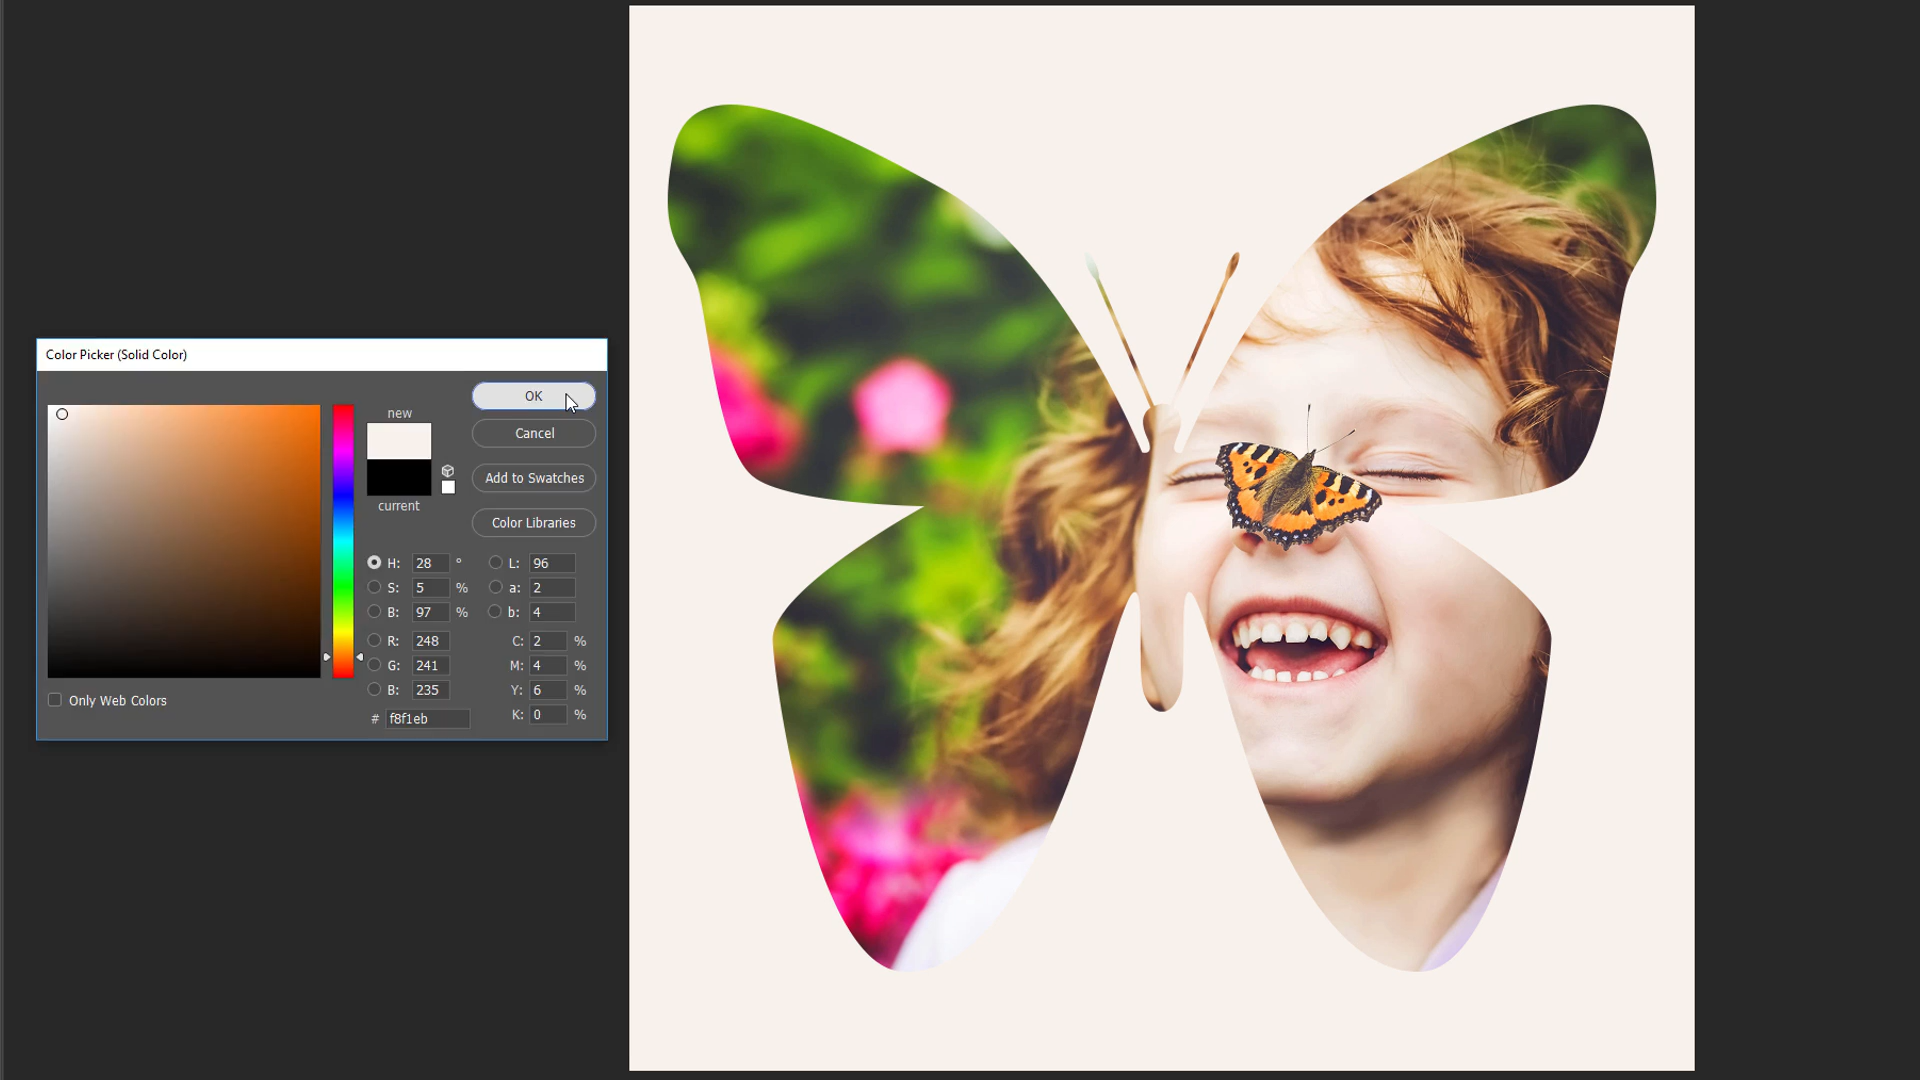 Color Picker (Solid Color)
new
current
OK
Cancel
Add to Swatches
Color Libraries
H: 28 °
S: 5 %
B: 97 %
R: 248
G: 241
B: 235
# f8f1eb
L: 96
a: 2
b: 4
C: 2 %
M: 4 %
Y: 6 %
K: 0 %
Only Web Colors